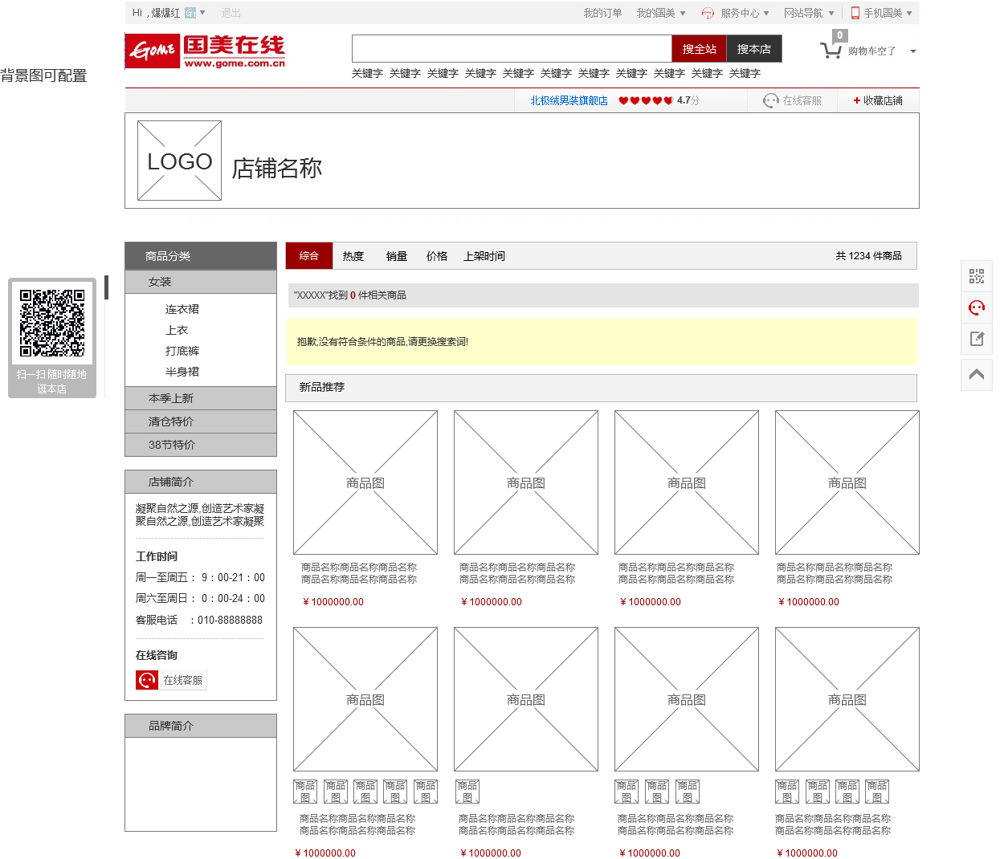 Hi , 爆爆红 G1
退出
我的订单 我的国美 服务中心 网站导航 手机国美
GOME 国美在线
www.gome.com.cn
搜全站 搜本店
0
购物车空了
关键字 关键字 关键字 关键字 关键字 关键字 关键字 关键字 关键字 关键字 关键字
背景图可配置
北极绒男装旗舰店 4.7分 在线客服 + 收藏店铺
LOGO 店铺名称
商品分类
女装
连衣裙
上衣
打底裤
半身裙
本季上新
清仓特价
38节特价
扫一扫 随时随地
逛本店
店铺简介
凝聚自然之源,创造艺术家凝
聚自然之源,创造艺术家凝聚
工作时间
周一至周五： 9：00-21：00
周六至周日： 0：00-24：00
客服电话 ：010-88888888
在线咨询
在线客服
品牌简介
综合 热度 销量 价格 上架时间 共 1234 件商品
"XXXXX"找到 0 件相关商品
抱歉,没有符合条件的商品,请更换搜索词!
新品推荐
商品图 商品图 商品图 商品图
商品名称商品名称商品名称 商品名称商品名称商品名称 商品名称商品名称商品名称 商品名称商品名称商品名称
商品名称商品名称商品名称 商品名称商品名称商品名称 商品名称商品名称商品名称 商品名称商品名称商品名称
￥1000000.00 ￥1000000.00 ￥1000000.00 ￥1000000.00
商品图 商品图 商品图 商品图
商品 商品 商品 商品 商品 商品 商品 商品 商品 商品 商品 商品 商品
图 图 图 图 图 图 图 图 图 图 图 图 图
商品名称商品名称商品名称 商品名称商品名称商品名称 商品名称商品名称商品名称 商品名称商品名称商品名称
商品名称商品名称商品名称 商品名称商品名称商品名称 商品名称商品名称商品名称 商品名称商品名称商品名称
￥1000000.00 ￥1000000.00 ￥1000000.00 ￥1000000.00